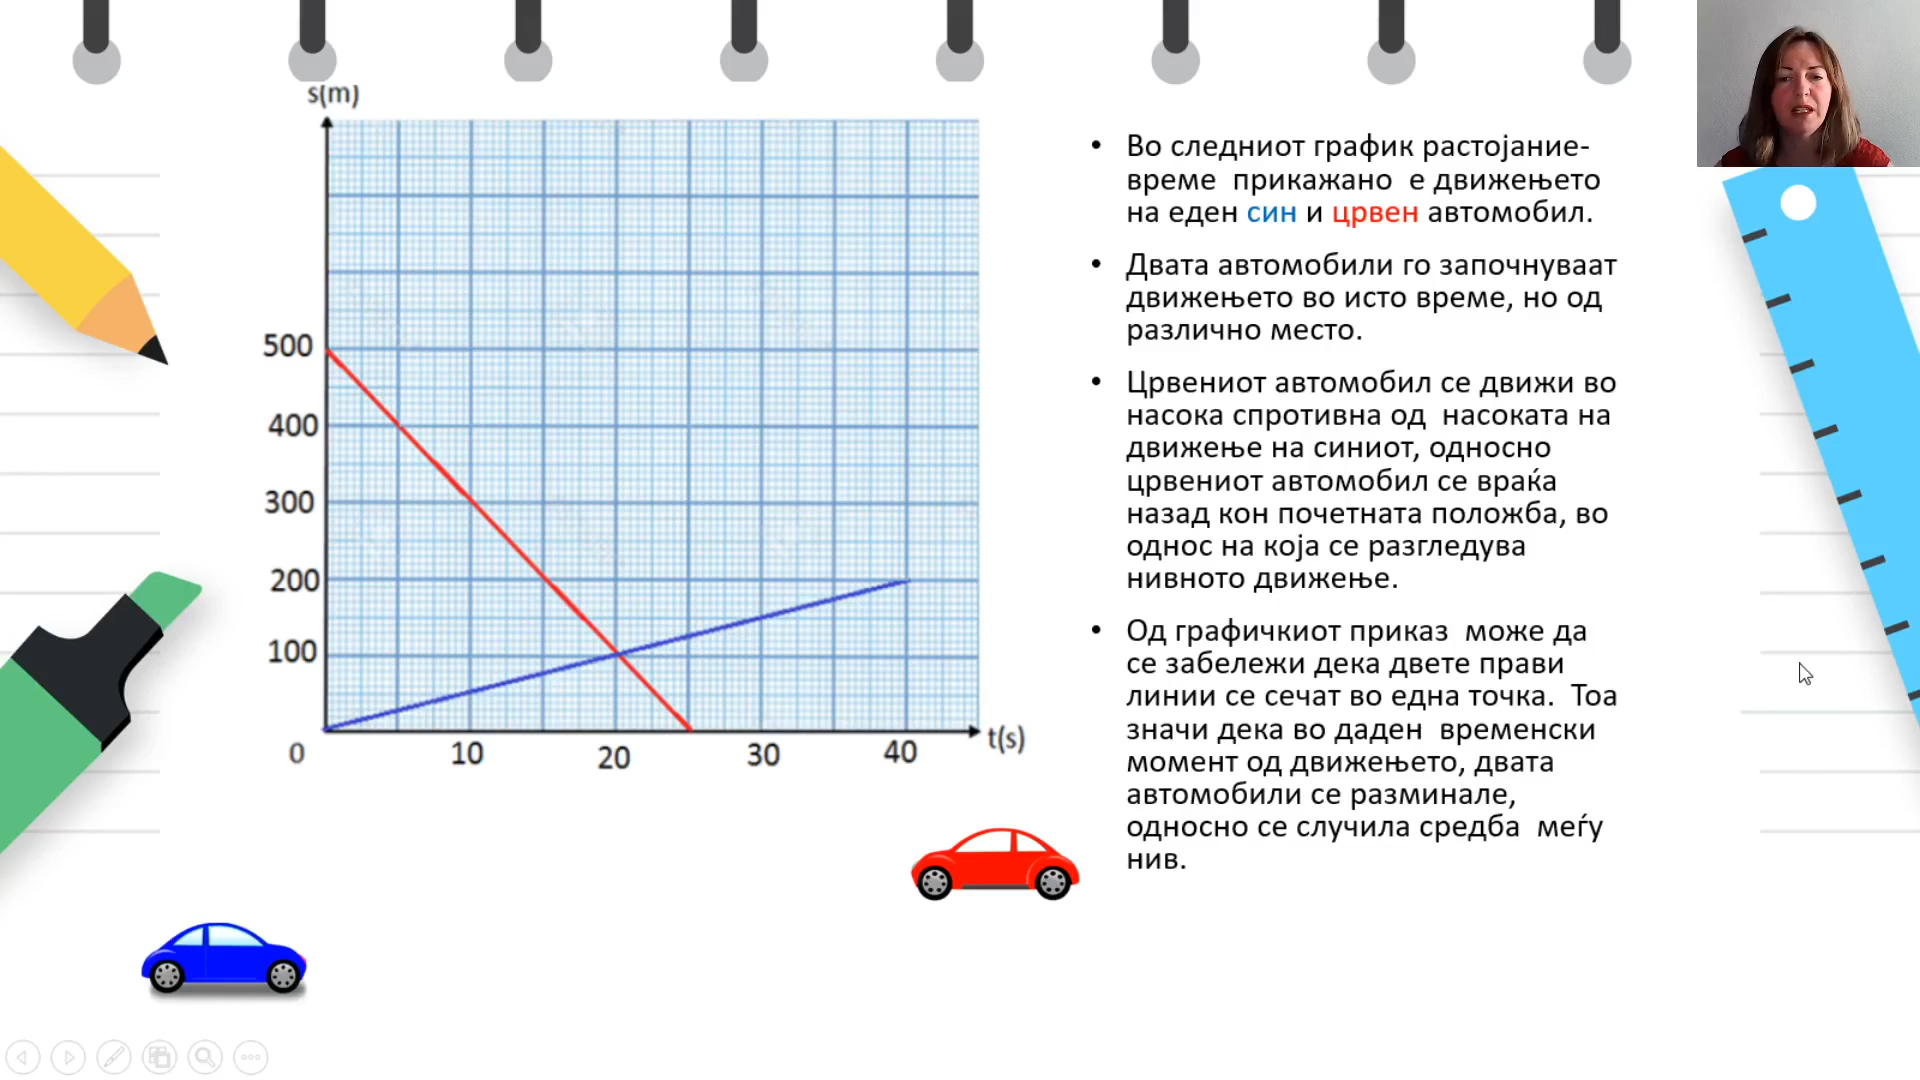 s(m)
500
400
300
200
100
0
10
20
30
40
t(s)
• Во следниот график растојание-
време прикажано е движењето
на еден син и црвен автомобил.
• Двата автомобили го започнуваат
движењето во исто време, но од
различно место.
• Црвениот автомобил се движи во
насока спротивна од насоката на
движење на синиот, односно
црвениот автомобил се враќа
назад кон почетната положба, во
однос на која се разгледува
нивното движење.
• Од графичкиот приказ може да
се забележи дека двете прави
линии се сечат во една точка. Тоа
значи дека во даден временски
момент од движењето, двата
автомобили се разминале,
односно се случила средба меѓу
нив.